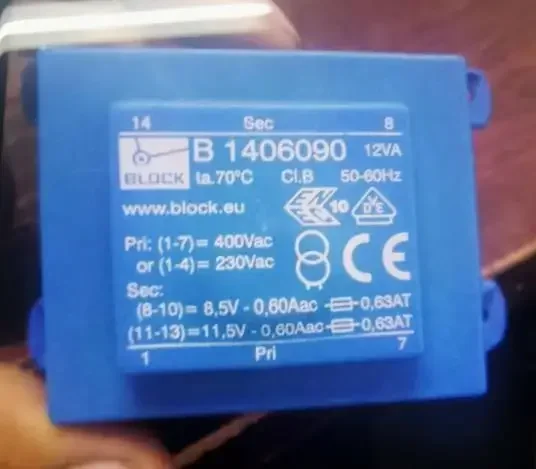 14 Sec 8
BLOCK
B 1406090 12VA
ta.70°C Cl.B 50-60Hz
www.block.eu
10
VDE
Pri: (1-7)= 400Vac
or (1-4)= 230Vac
CE
Sec:
(8-10)= 8,5V - 0,60Aac 0,63AT
(11-13)=11,5V - 0,60Aac 0,63AT
1 Pri 7